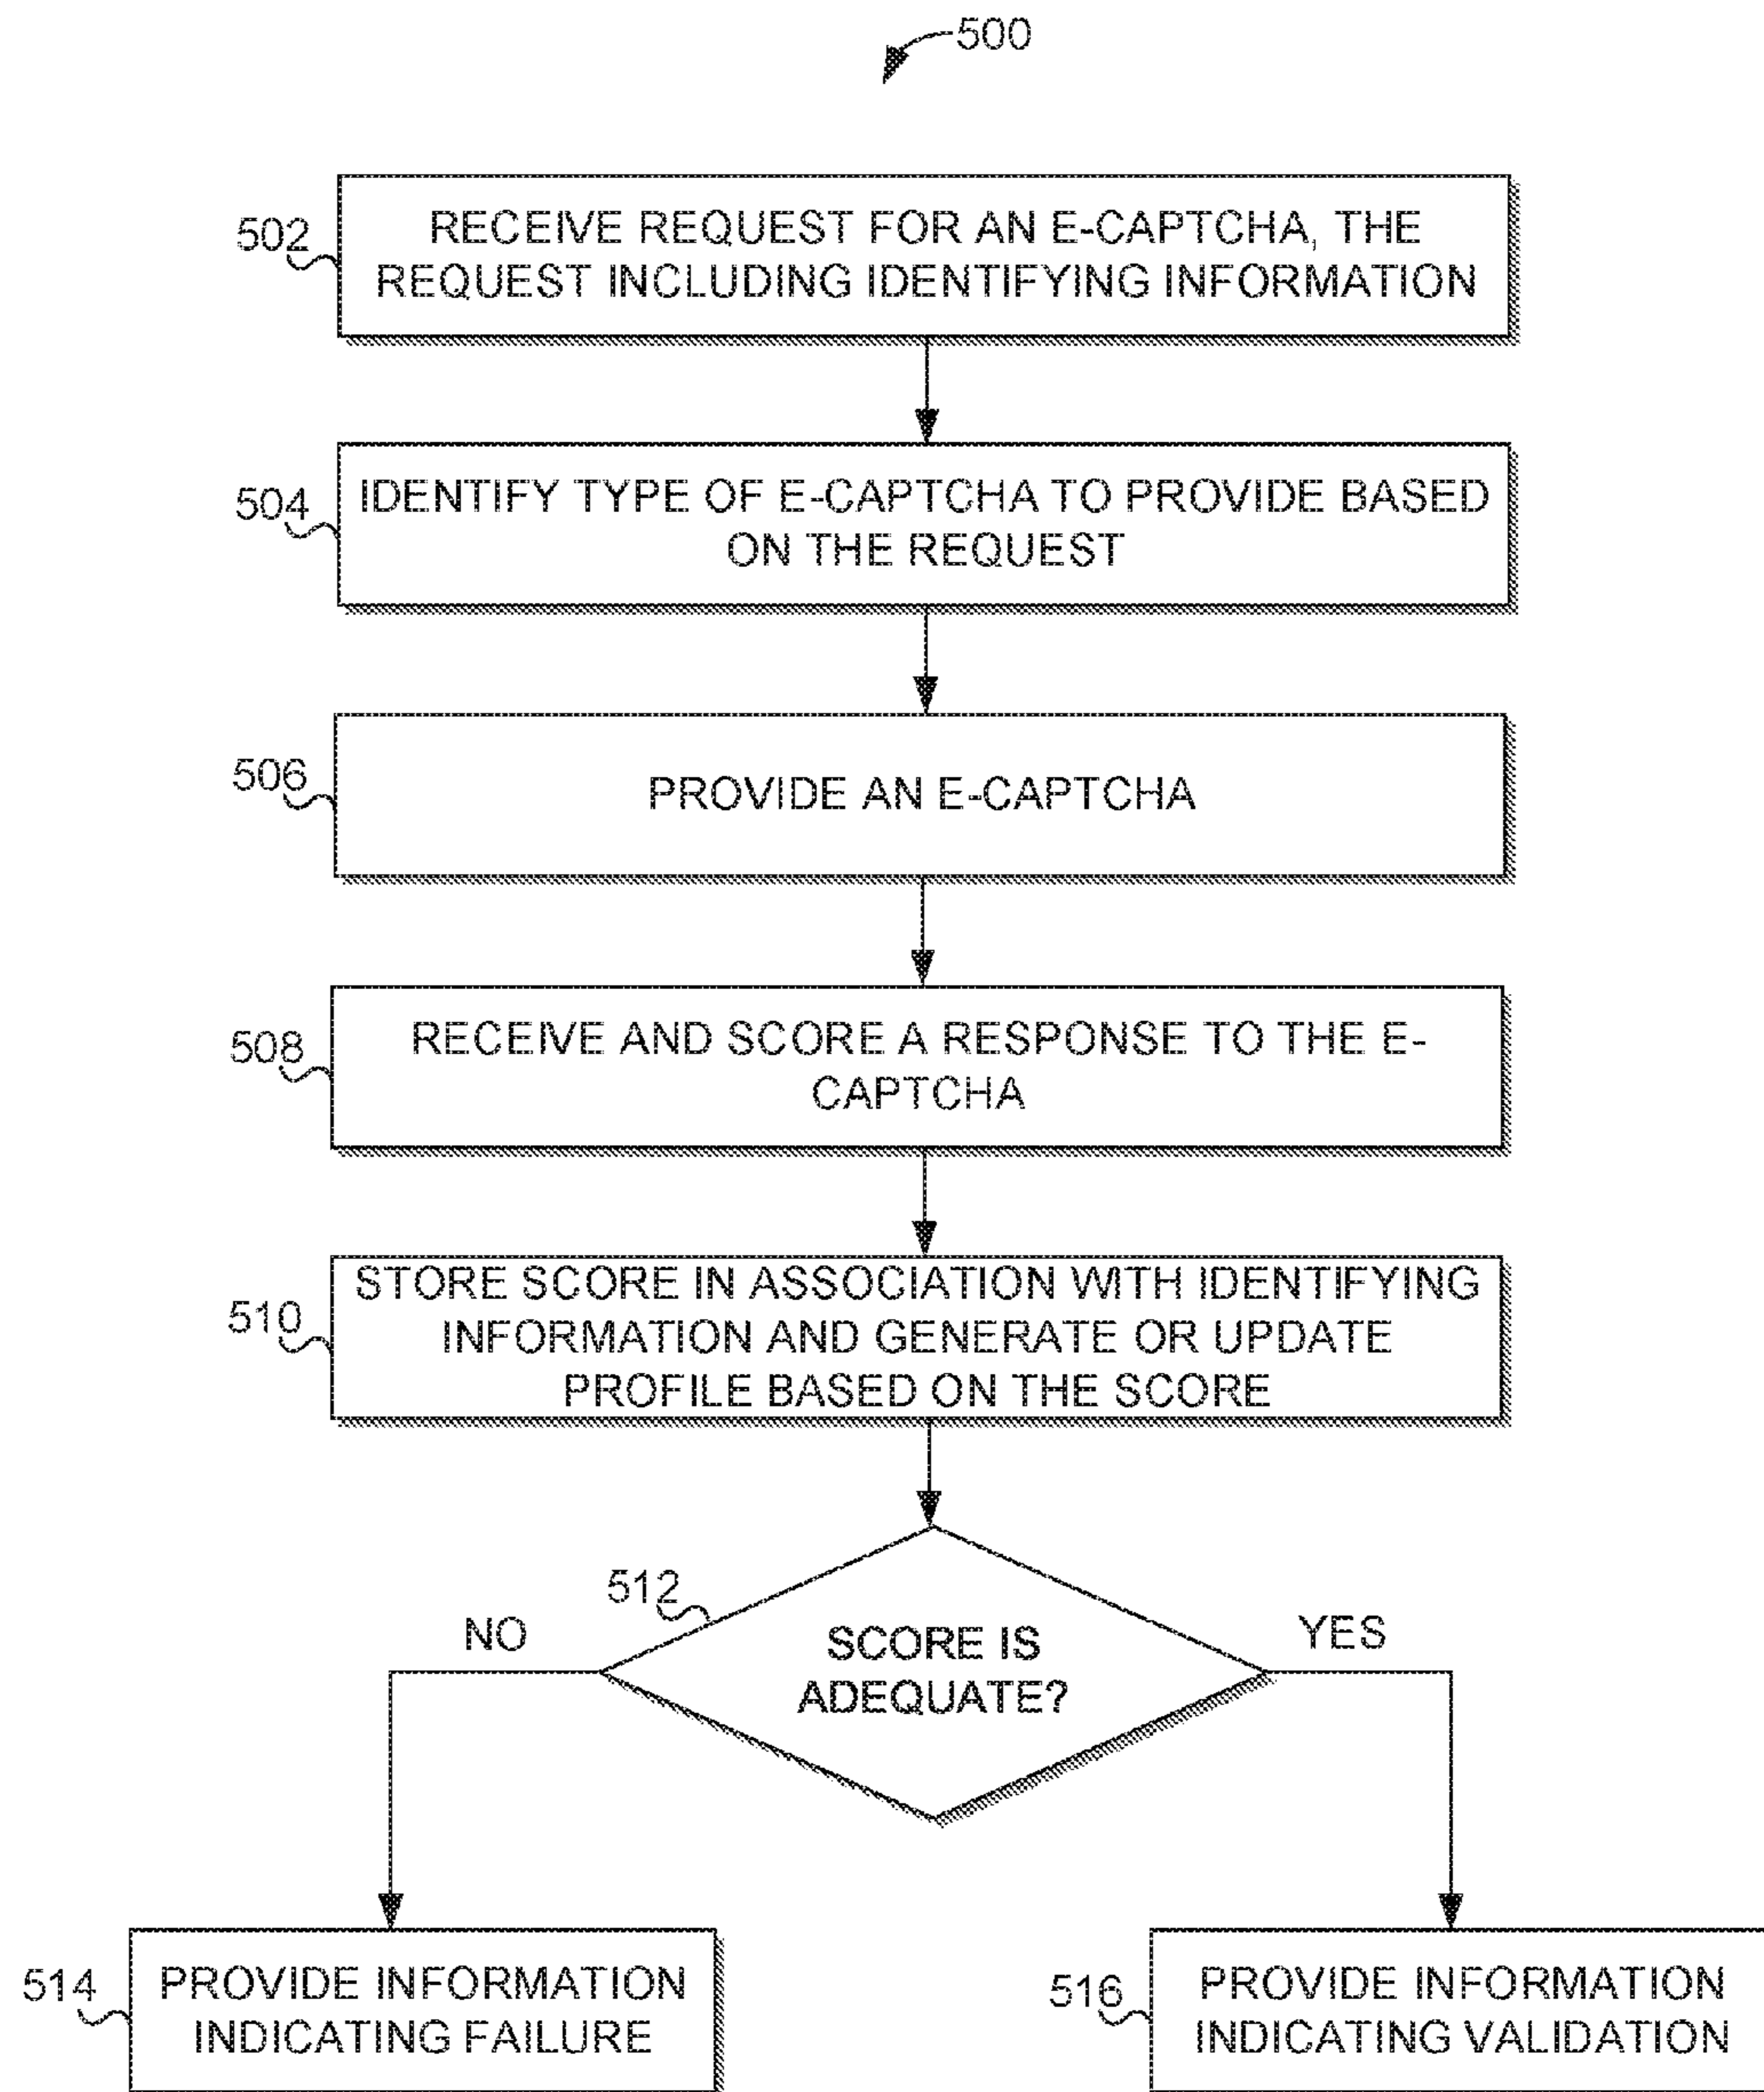 500
502
RECEIVE REQUEST FOR AN E-CAPTCHA, THE
REQUEST INCLUDING IDENTIFYING INFORMATION
504
IDENTIFY TYPE OF E-CAPTCHA TO PROVIDE BASED
ON THE REQUEST
506
PROVIDE AN E-CAPTCHA
508
RECEIVE AND SCORE A RESPONSE TO THE E-
CAPTCHA
510
STORE SCORE IN ASSOCIATION WITH IDENTIFYING
INFORMATION AND GENERATE OR UPDATE
PROFILE BASED ON THE SCORE
512
NO
SCORE IS
ADEQUATE?
YES
514
PROVIDE INFORMATION
INDICATING FAILURE
516
PROVIDE INFORMATION
INDICATING VALIDATION